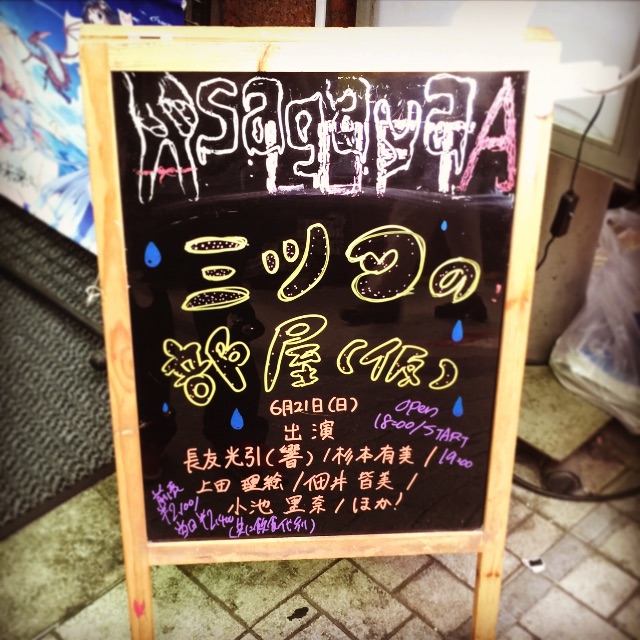 AsagayaA
ミツコの
部屋(仮)
6月21日(日)
出演
OPEN
18:00/START
19:00
長友光引(響)/杉本有美/
上田理絵/佃井皆美/
小池里奈/ほか!
前売
¥2,100/
当日¥2,400
(共に飲食代別)